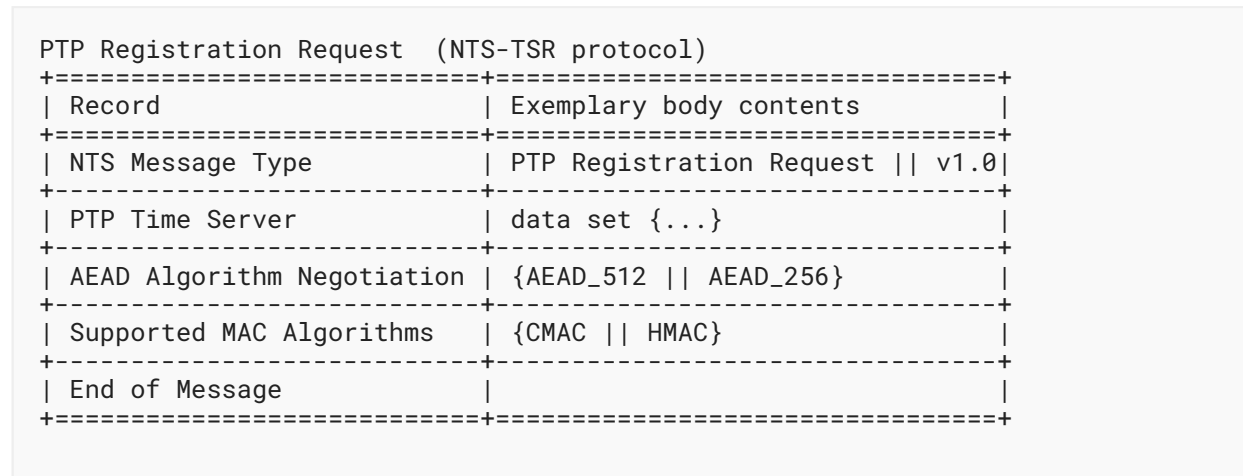 PTP Registration Request  (NTS-TSR protocol)
+============================+=================================+
| Record                     | Exemplary body contents         |
+============================+=================================+
| NTS Message Type           | PTP Registration Request || v1.0|
+----------------------------+---------------------------------+
| PTP Time Server            | data set {...}                  |
+----------------------------+---------------------------------+
| AEAD Algorithm Negotiation | {AEAD_512 || AEAD_256}          |
+----------------------------+---------------------------------+
| Supported MAC Algorithms   | {CMAC || HMAC}                  |
+----------------------------+---------------------------------+
| End of Message             |                                 |
+============================+=================================+